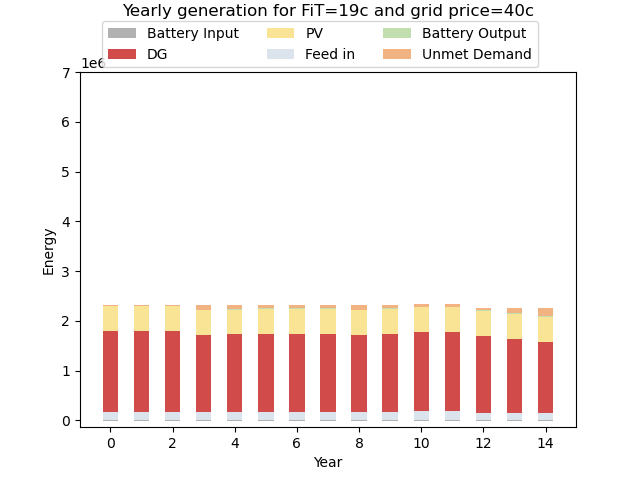 Yearly generation for FiT=19c and grid price=40c
Battery Input
PV
Battery Output
DG
Feed in
Unmet Demand
1e6
7
6
5
4
3
2
1
0
Energy
0
2
4
6
8
10
12
14
Year